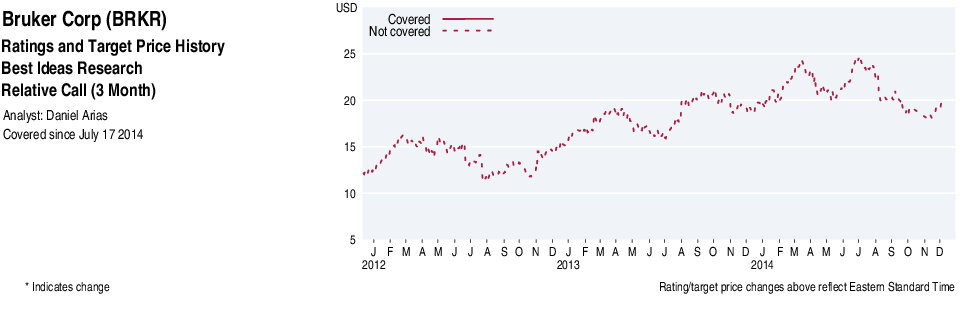 Bruker Corp (BRKR)
Ratings and Target Price History
Best Ideas Research
Relative Call (3 Month)
Analyst: Daniel Arias
Covered since July 17 2014
USD
Covered
Not covered
25
20
15
10
5
J F M A M J J A S O N D J F M A M J J A S O N D J F M A M J J A S O N D
2012 2013 2014
* Indicates change
Rating/target price changes above reflect Eastern Standard Time